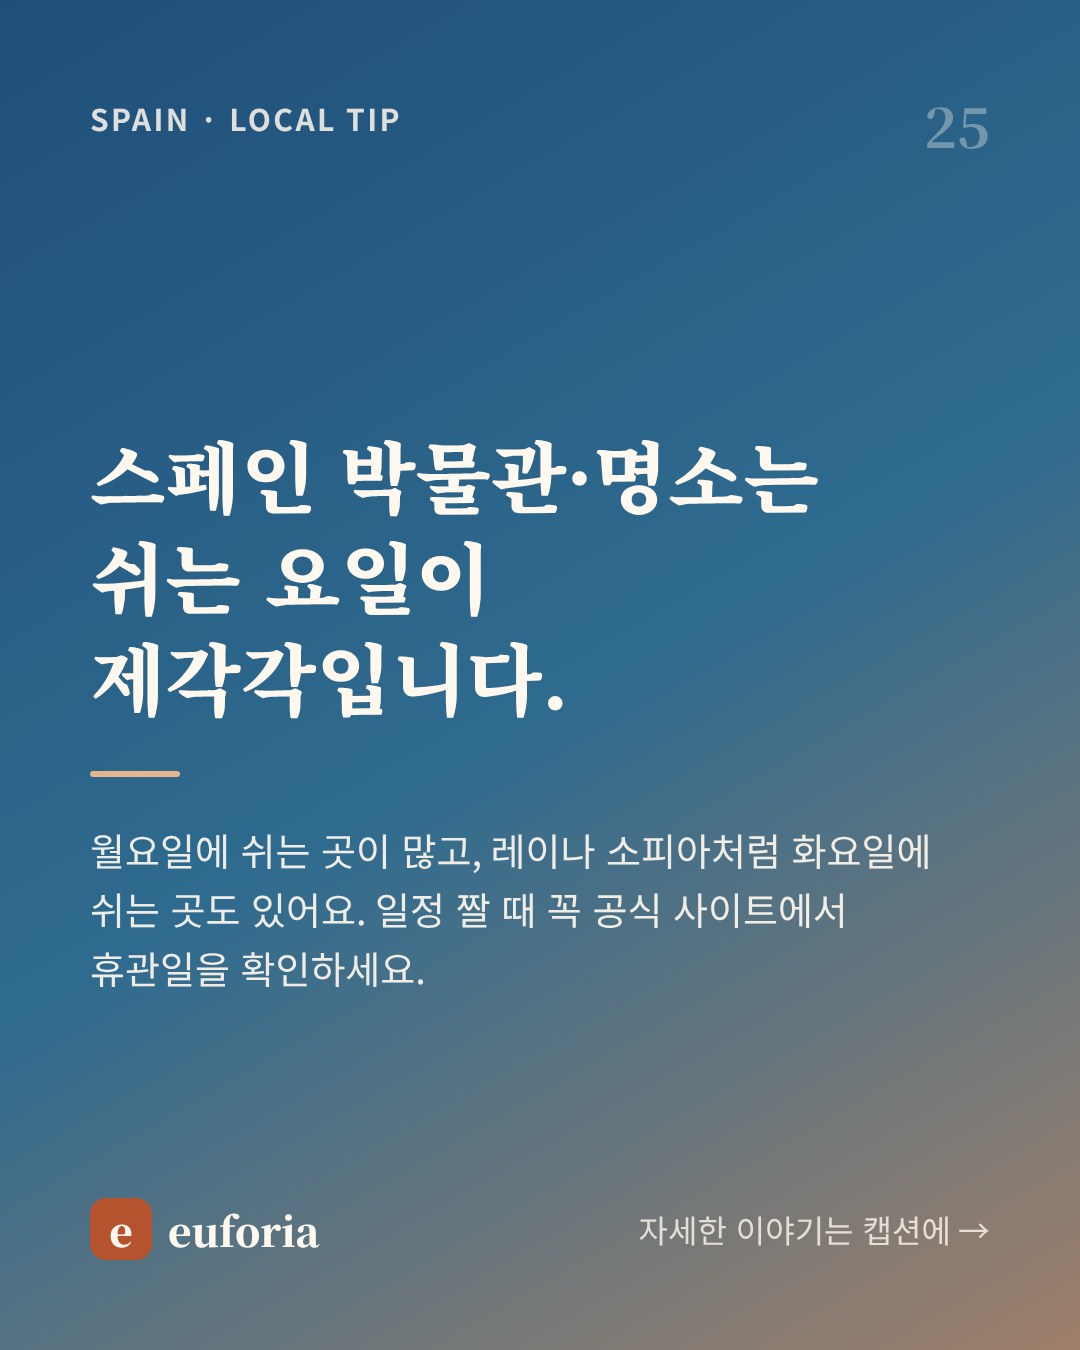 SPAIN · LOCAL TIP
25
스페인 박물관·명소는
쉬는 요일이
제각각입니다.
월요일에 쉬는 곳이 많고, 레이나 소피아처럼 화요일에
쉬는 곳도 있어요. 일정 짤 때 꼭 공식 사이트에서
휴관일을 확인하세요.
e euforia
자세한 이야기는 캡션에 →